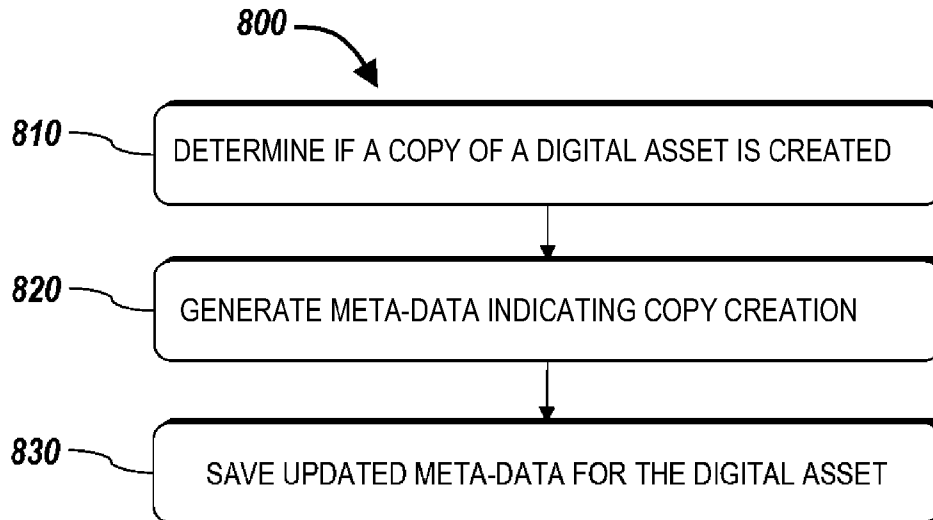 800
810
DETERMINE IF A COPY OF A DIGITAL ASSET IS CREATED
820
GENERATE META-DATA INDICATING COPY CREATION
830
SAVE UPDATED META-DATA FOR THE DIGITAL ASSET